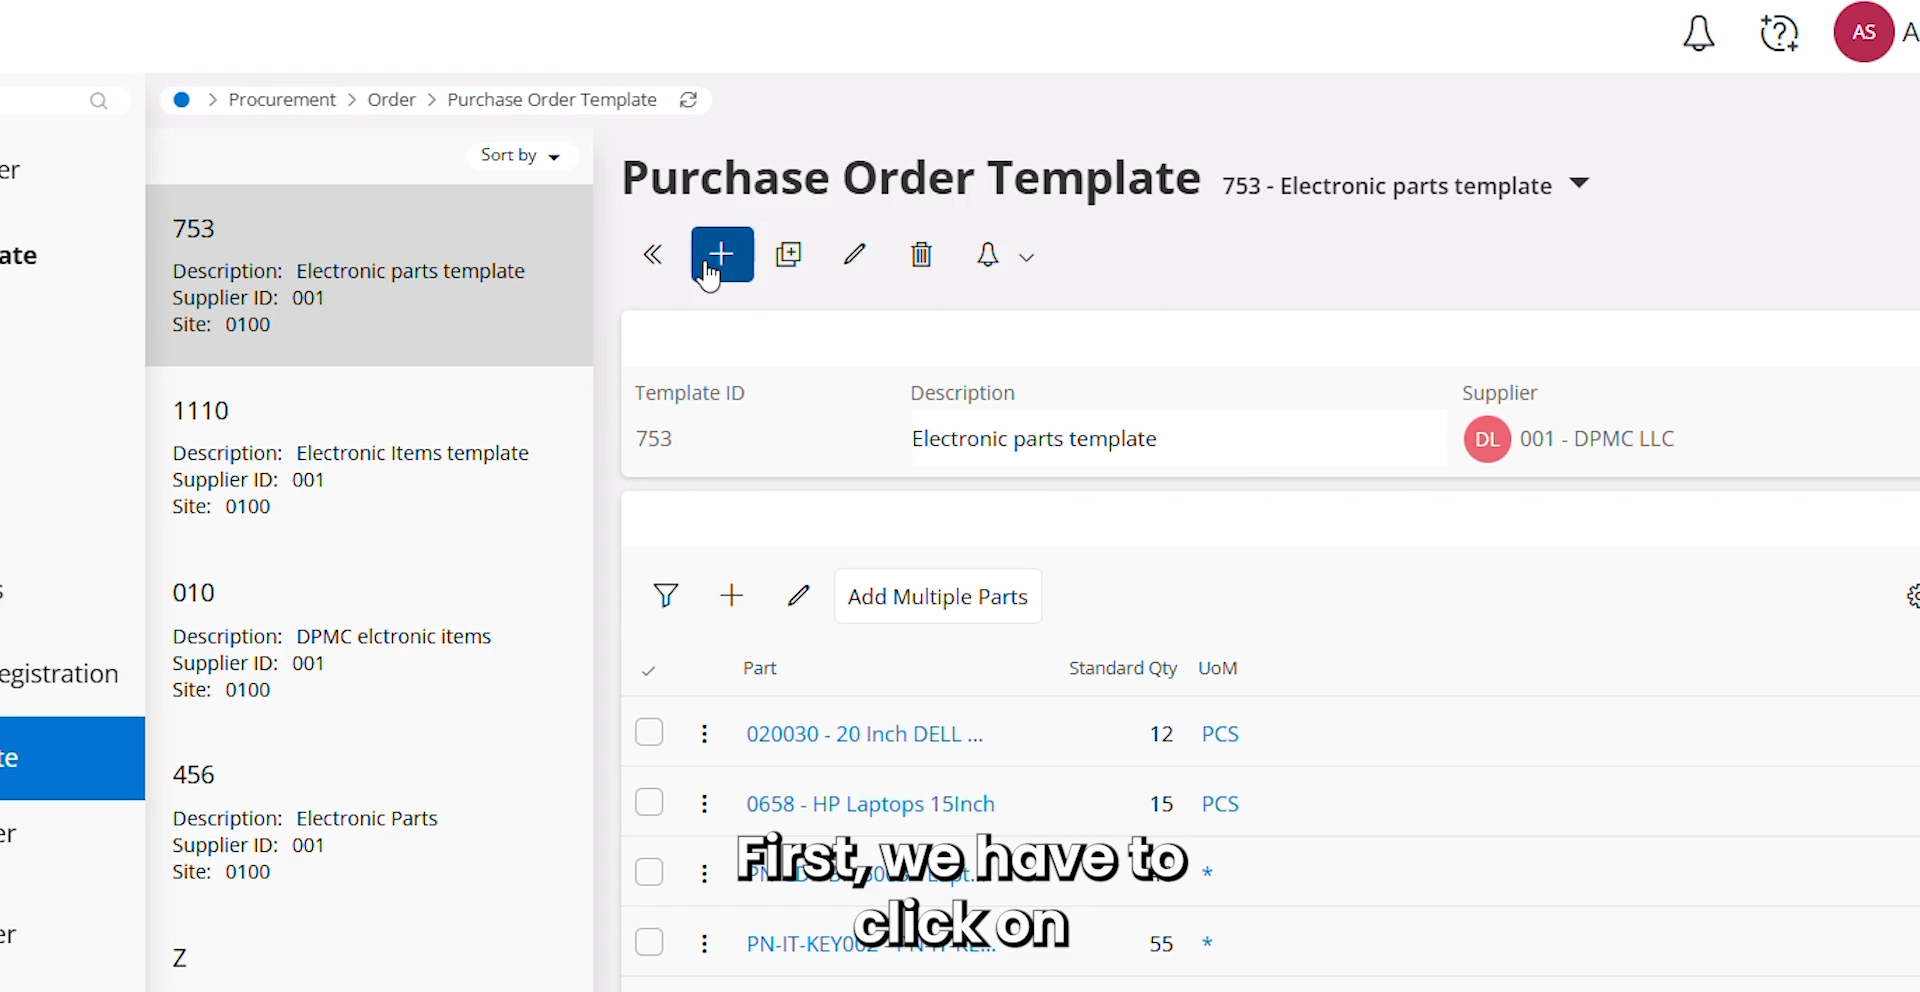 AS
A
Procurement > Order > Purchase Order Template
er
ate
s
egistration
te
er
er
Sort by
753
Description: Electronic parts template
Supplier ID: 001
Site: 0100
1110
Description: Electronic Items template
Supplier ID: 001
Site: 0100
010
Description: DPMC elctronic items
Supplier ID: 001
Site: 0100
456
Description: Electronic Parts
Supplier ID: 001
Site: 0100
Z
Purchase Order Template 753 - Electronic parts template
Template ID Description Supplier
753 Electronic parts template DL 001 - DPMC LLC
Add Multiple Parts
Part Standard Qty UoM
020030 - 20 Inch DELL ... 12 PCS
0658 - HP Laptops 15Inch 15 PCS
*
PN-IT-KEY002 55 *
First, we have to
click on